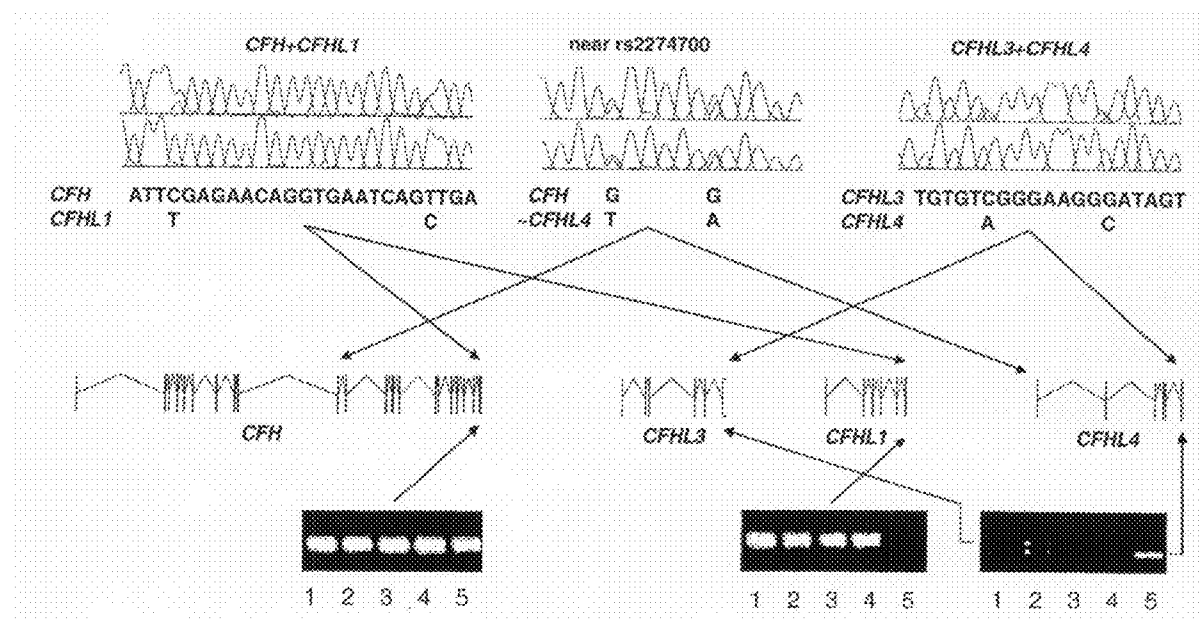 CFH+CFHL1 near rs2274700 CFHL3+CFHL4
CFH ATTCGAGAACAGGTGAATCAGTTGA CFH G G CFHL3 TGTGTCGGGAAGGGATAGT
CFHL1 T C ~CFHL4 T A CFHL4 A C
CFH CFHL3 CFHL1 CFHL4
1 2 3 4 5 1 2 3 4 5 1 2 3 4 5